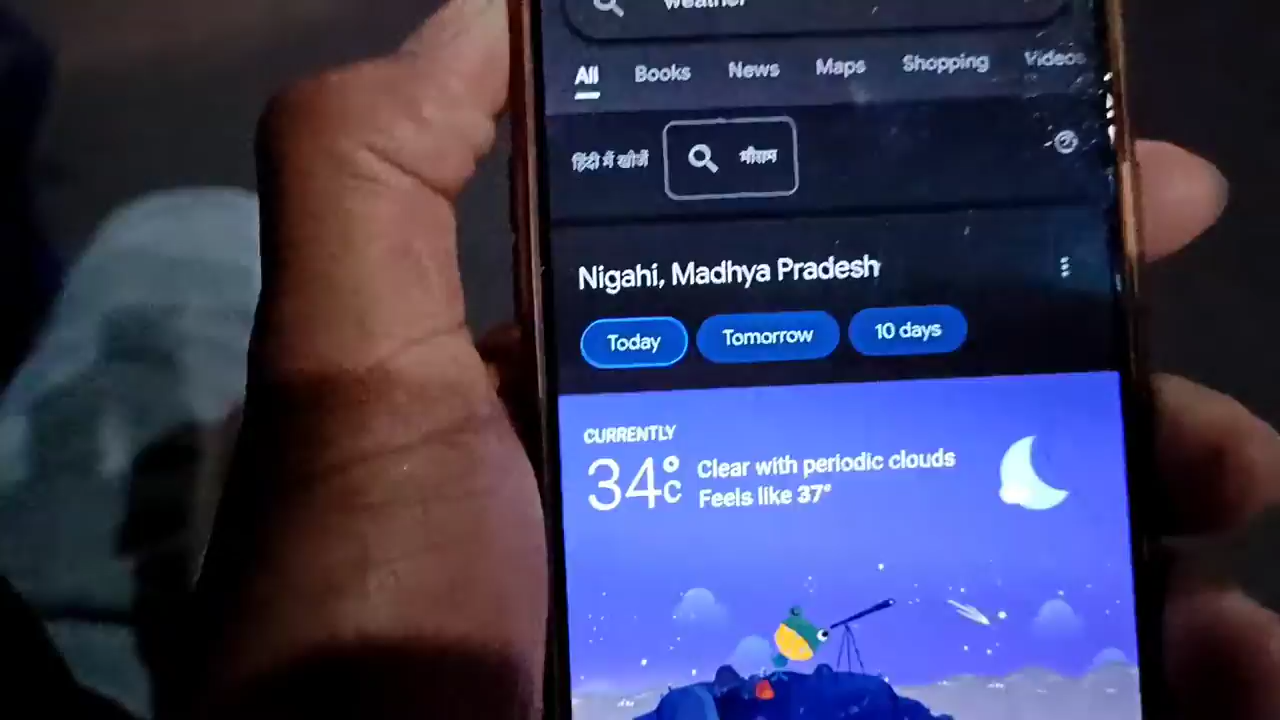 weather
All Books News Maps Shopping Videos
हिंदी में खोजें मौसम
Nigahi, Madhya Pradesh
Today Tomorrow 10 days
CURRENTLY
34°C Clear with periodic clouds
Feels like 37°